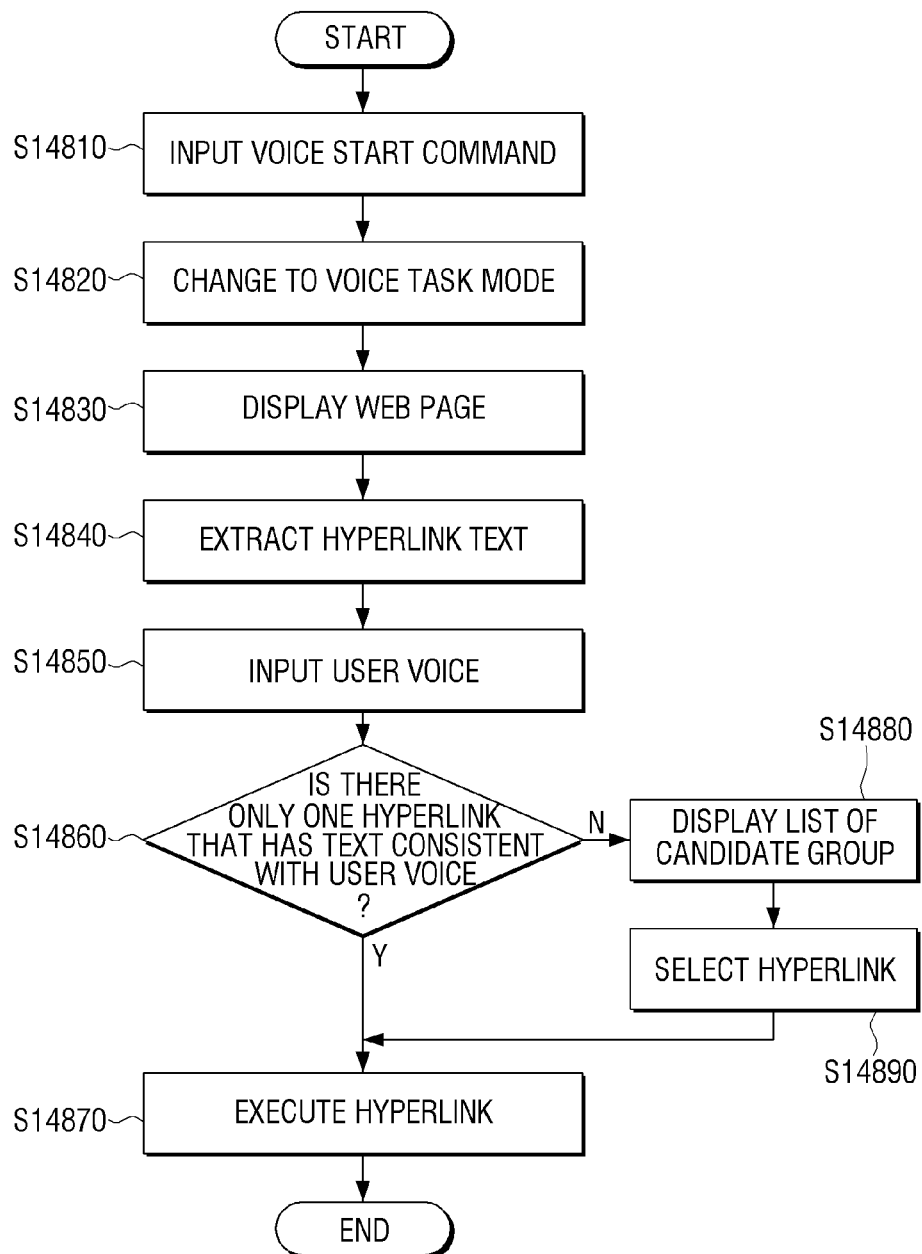 START
S14810
INPUT VOICE START COMMAND
S14820
CHANGE TO VOICE TASK MODE
S14830
DISPLAY WEB PAGE
S14840
EXTRACT HYPERLINK TEXT
S14850
INPUT USER VOICE
S14860
IS THERE
ONLY ONE HYPERLINK
THAT HAS TEXT CONSISTENT
WITH USER VOICE
?
N
Y
S14880
DISPLAY LIST OF
CANDIDATE GROUP
SELECT HYPERLINK
S14890
S14870
EXECUTE HYPERLINK
END